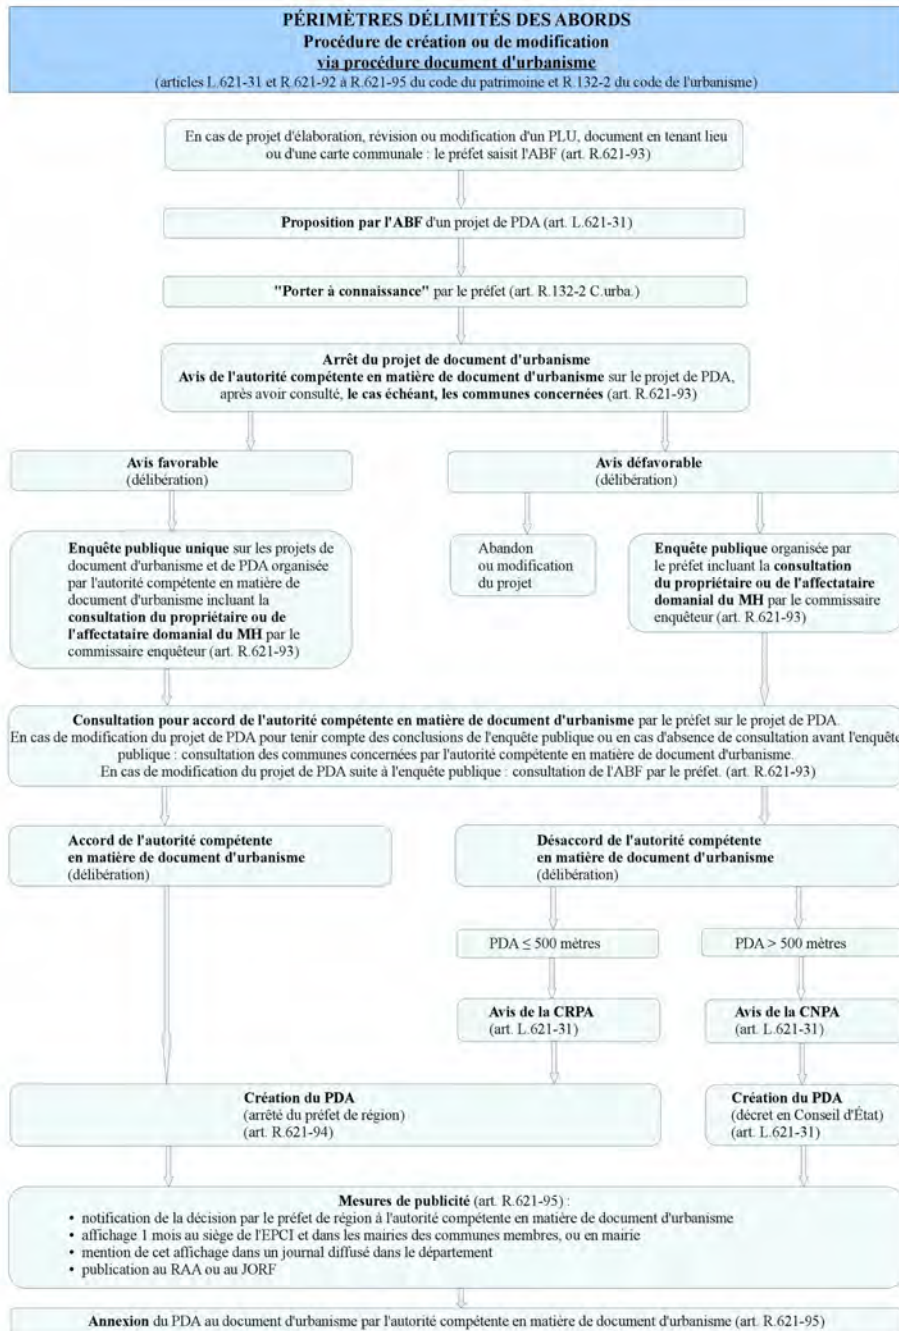 PÉRIMÈTRES DÉLIMITÉS DES ABORDS
Procédure de création ou de modification
via procédure document d'urbanisme
(articles L.621-31 et R.621-92 à R.621-95 du code du patrimoine et R.132-2 du code de l'urbanisme)
En cas de projet d'élaboration, révision ou modification d'un PLU, document en tenant lieu
ou d'une carte communale : le préfet saisit l'ABF (art. R.621-93)
Proposition par l'ABF d'un projet de PDA (art. L.621-31)
"Porter à connaissance" par le préfet (art. R.132-2 C.urba.)
Arrêt du projet de document d'urbanisme
Avis de l'autorité compétente en matière de document d'urbanisme sur le projet de PDA,
après avoir consulté, le cas échéant, les communes concernées (art. R.621-93)
Avis favorable
(délibération)
Avis défavorable
(délibération)
Enquête publique unique sur les projets de
document d'urbanisme et de PDA organisée
par l'autorité compétente en matière de
document d'urbanisme incluant la
consultation du propriétaire ou de
l'affectataire domanial du MH par le
commissaire enquêteur (art. R.621-93)
Abandon
ou modification
du projet
Enquête publique organisée par
le préfet incluant la consultation
du propriétaire ou de l'affectataire
domanial du MH par le commissaire
enquêteur (art. R.621-93)
Consultation pour accord de l'autorité compétente en matière de document d'urbanisme par le préfet sur le projet de PDA.
En cas de modification du projet de PDA pour tenir compte des conclusions de l'enquête publique ou en cas d'absence de consultation avant l'enquête
publique : consultation des communes concernées par l'autorité compétente en matière de document d'urbanisme.
En cas de modification du projet de PDA suite à l'enquête publique : consultation de l'ABF par le préfet. (art. R.621-93)
Accord de l'autorité compétente
en matière de document d'urbanisme
(délibération)
Désaccord de l'autorité compétente
en matière de document d'urbanisme
(délibération)
PDA ≤ 500 mètres
PDA > 500 mètres
Avis de la CRPA
(art. L.621-31)
Avis de la CNPA
(art. L.621-31)
Création du PDA
(arrêté du préfet de région)
(art. R.621-94)
Création du PDA
(décret en Conseil d'État)
(art. L.621-31)
Mesures de publicité (art. R.621-95) :
• notification de la décision par le préfet de région à l'autorité compétente en matière de document d'urbanisme
• affichage 1 mois au siège de l'EPCI et dans les mairies des communes membres, ou en mairie
• mention de cet affichage dans un journal diffusé dans le département
• publication au RAA ou au JORF
Annexion du PDA au document d'urbanisme par l'autorité compétente en matière de document d'urbanisme (art. R.621-95)